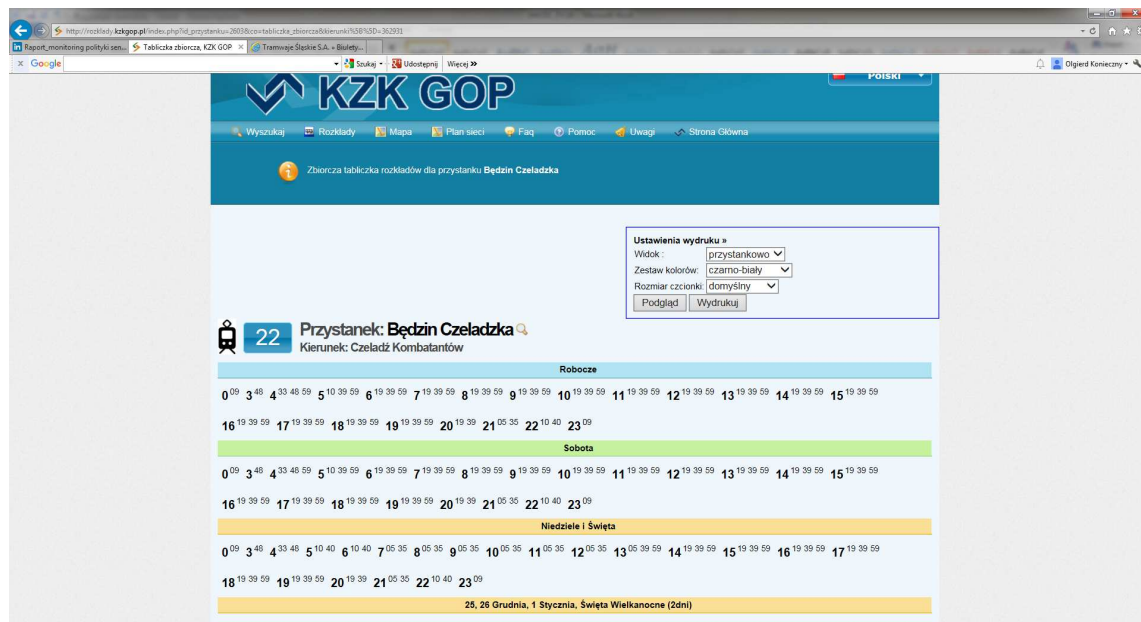 http://rozklady.kzkgop.pl/index.php?id_przystanku=2603&co=tabliczka_zbiorcza&kierunki%5B%5D=362931
Raport_monitoring polityki sen... Tabliczka zbiorcza, KZK GOP × Tramwaje Śląskie S.A. » Biulety...
× Google Szukaj Udostępnij Więcej »
Olgierd Konieczny
KZK GOP
Polski
Wyszukaj Rozkłady Mapa Plan sieci Faq Pomoc Uwagi Strona Główna
Zbiorcza tabliczka rozkładów dla przystanku Będzin Czeladzka
Ustawienia wydruku »
Widok : przystankowo
Zestaw kolorów: czarno-biały
Rozmiar czcionki: domyślny
Podgląd Wydrukuj
22
Przystanek: Będzin Czeladzka
Kierunek: Czeladź Kombatantów
Robocze
0 09 3 48 4 33 48 59 5 10 39 59 6 19 39 59 7 19 39 59 8 19 39 59 9 19 39 59 10 19 39 59 11 19 39 59 12 19 39 59 13 19 39 59 14 19 39 59 15 19 39 59
16 19 39 59 17 19 39 59 18 19 39 59 19 19 39 59 20 19 39 21 05 35 22 10 40 23 09
Sobota
0 09 3 48 4 33 48 59 5 10 39 59 6 19 39 59 7 19 39 59 8 19 39 59 9 19 39 59 10 19 39 59 11 19 39 59 12 19 39 59 13 19 39 59 14 19 39 59 15 19 39 59
16 19 39 59 17 19 39 59 18 19 39 59 19 19 39 59 20 19 39 21 05 35 22 10 40 23 09
Niedziele i Święta
0 09 3 48 4 33 48 5 10 40 6 10 40 7 05 35 8 05 35 9 05 35 10 05 35 11 05 35 12 05 35 13 05 39 59 14 19 39 59 15 19 39 59 16 19 39 59 17 19 39 59
18 19 39 59 19 19 39 59 20 19 39 21 05 35 22 10 40 23 09
25, 26 Grudnia, 1 Stycznia, Święta Wielkanocne (2dni)